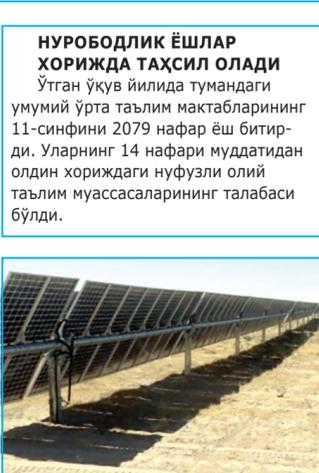 НУРОБОДЛИК ЁШЛАР
ХОРИЖДА ТАҲСИЛ ОЛАДИ
Ўтган ўқув йилида тумандаги
умумий ўрта таълим мактабларининг
11-синфини 2079 нафар ёш битир-
ди. Уларнинг 14 нафари муддатидан
олдин хориждаги нуфузли олий
таълим муассасаларининг талабаси
бўлди.